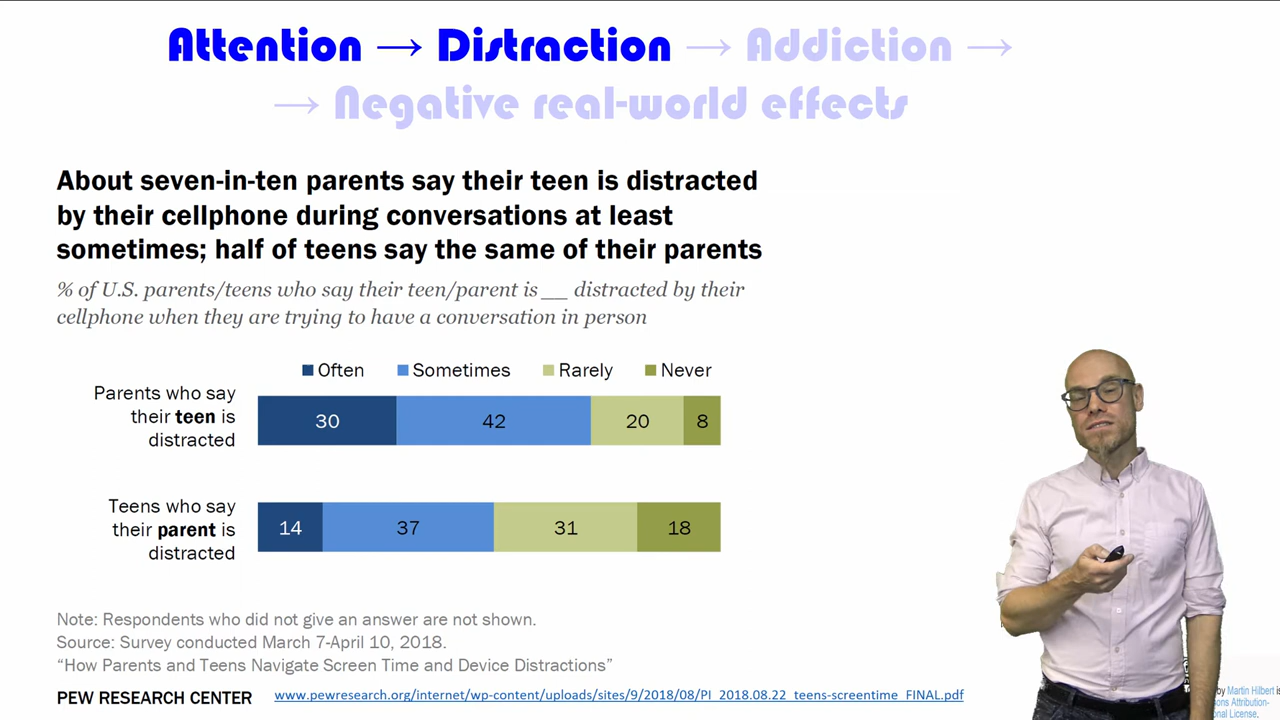 Attention → Distraction → Addiction →
→ Negative real-world effects
About seven-in-ten parents say their teen is distracted
by their cellphone during conversations at least
sometimes; half of teens say the same of their parents
% of U.S. parents/teens who say their teen/parent is __ distracted by their
cellphone when they are trying to have a conversation in person
Often Sometimes Rarely Never
Parents who say
their teen is
distracted
30 42 20 8
Teens who say
their parent is
distracted
14 37 31 18
Note: Respondents who did not give an answer are not shown.
Source: Survey conducted March 7-April 10, 2018.
“How Parents and Teens Navigate Screen Time and Device Distractions”
PEW RESEARCH CENTER www.pewresearch.org/internet/wp-content/uploads/sites/9/2018/08/PI_2018.08.22_teens-screentime_FINAL.pdf
by Martin Hilbert is
Attribution-
License,